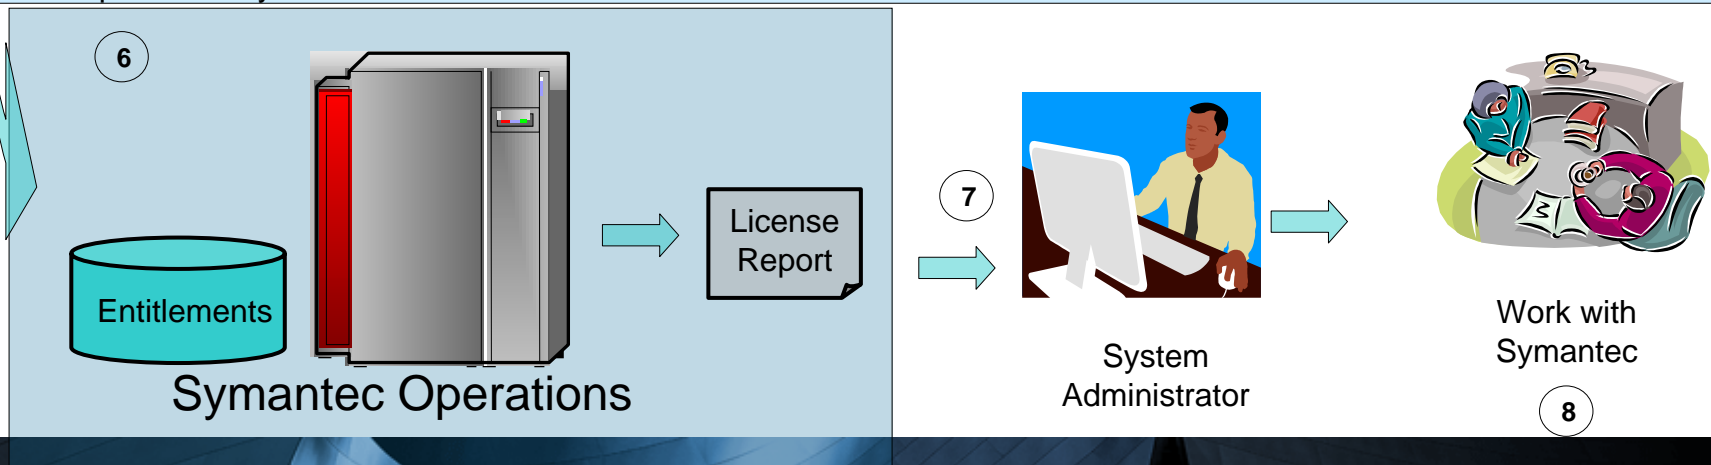 6
Entitlements
License
Report
Symantec Operations
7
System
Administrator
Work with
Symantec
8